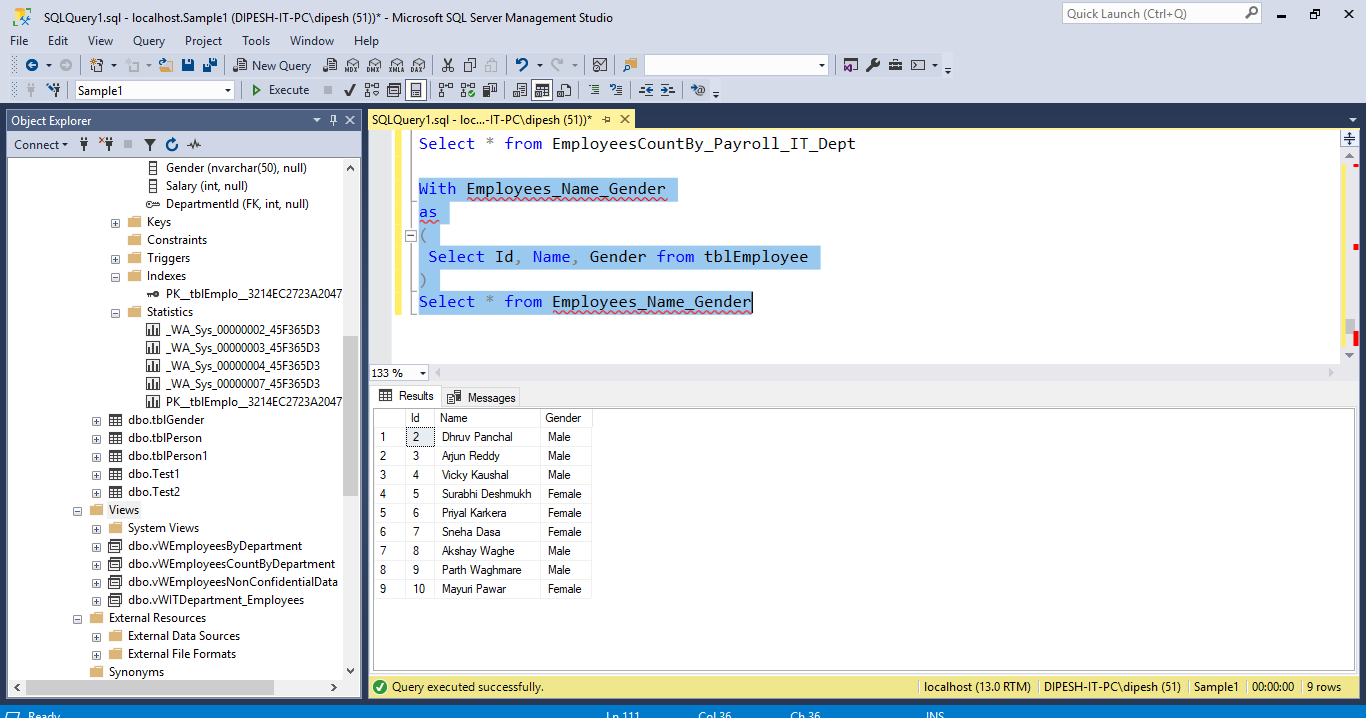 SQLQuery1.sql - localhost.Sample1 (DIPESH-IT-PC\dipesh (51))* - Microsoft SQL Server Management Studio
Quick Launch (Ctrl+Q)
File Edit View Query Project Tools Window Help
New Query MDX DMX XMLA DAX
Sample1 Execute
Object Explorer
Connect
Gender (nvarchar(50), null)
Salary (int, null)
DepartmentId (FK, int, null)
Keys
Constraints
Triggers
Indexes
PK__tblEmplo__3214EC2723A2047
Statistics
_WA_Sys_00000002_45F365D3
_WA_Sys_00000003_45F365D3
_WA_Sys_00000004_45F365D3
_WA_Sys_00000007_45F365D3
PK__tblEmplo__3214EC2723A2047
dbo.tblGender
dbo.tblPerson
dbo.tblPerson1
dbo.Test1
dbo.Test2
Views
System Views
dbo.vWEmployeesByDepartment
dbo.vWEmployeesCountByDepartment
dbo.vWEmployeesNonConfidentialData
dbo.vWITDepartment_Employees
External Resources
External Data Sources
External File Formats
Synonyms
SQLQuery1.sql - loc...-IT-PC\dipesh (51))*
Select * from EmployeesCountBy_Payroll_IT_Dept
With Employees_Name_Gender
as
(
Select Id, Name, Gender from tblEmployee
)
Select * from Employees_Name_Gender
133 %
Results Messages
Id Name Gender
1 2 Dhruv Panchal Male
2 3 Arjun Reddy Male
3 4 Vicky Kaushal Male
4 5 Surabhi Deshmukh Female
5 6 Priyal Karkera Female
6 7 Sneha Dasa Female
7 8 Akshay Waghe Male
8 9 Parth Waghmare Male
9 10 Mayuri Pawar Female
Query executed successfully. localhost (13.0 RTM) DIPESH-IT-PC\dipesh (51) Sample1 00:00:00 9 rows
Ready Ln 111 Col 36 Ch 36 INS